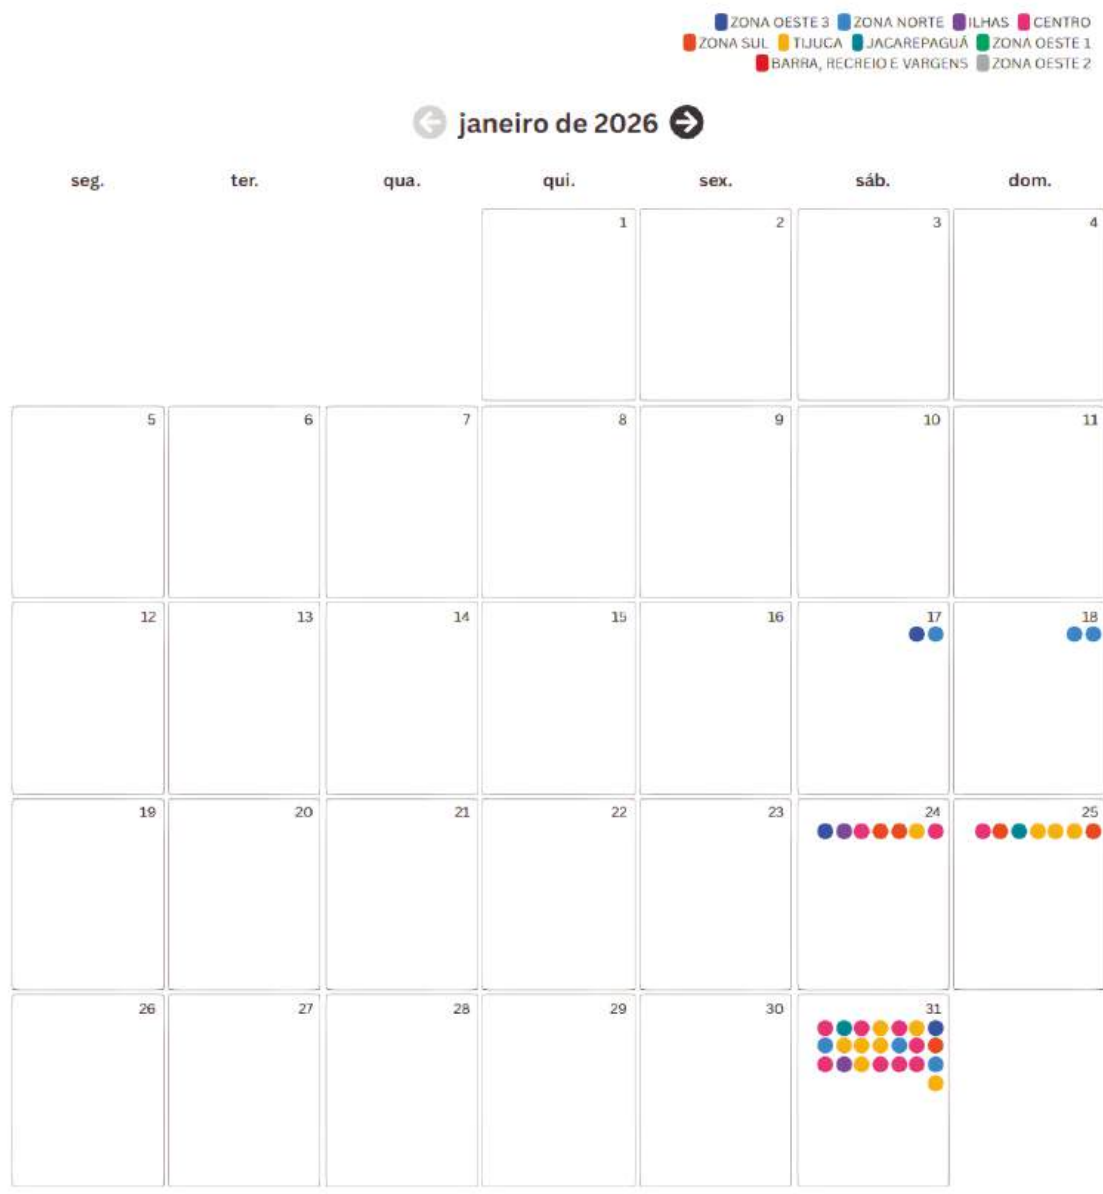 ZONA OESTE 3 ZONA NORTE ILHAS CENTRO
ZONA SUL TIJUCA JACAREPAGUÁ ZONA OESTE 1
BARRA, RECREIO E VARGENS ZONA OESTE 2
janeiro de 2026
seg. ter. qua. qui. sex. sáb. dom.
1 2 3 4
5 6 7 8 9 10 11
12 13 14 15 16 17 18
19 20 21 22 23 24 25
26 27 28 29 30 31